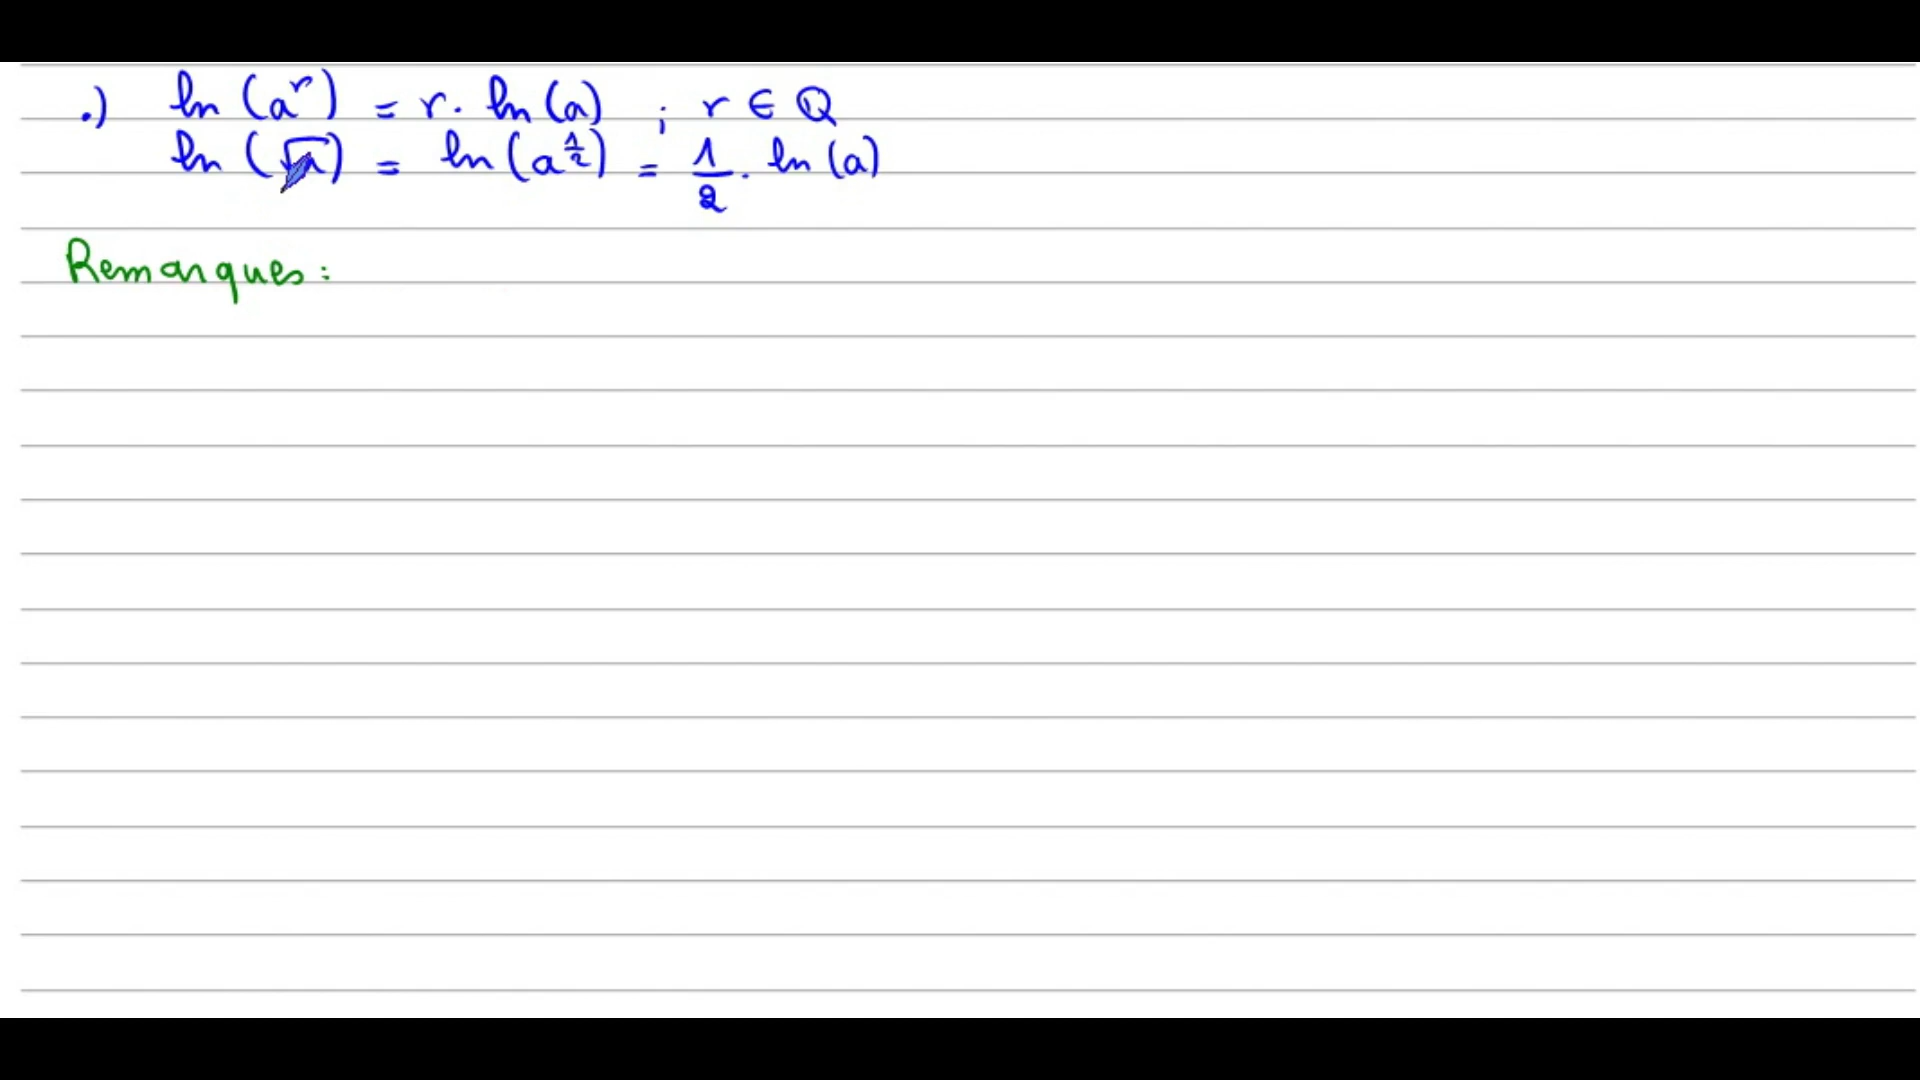 .) ln (a^r) = r. ln (a) ; r ∈ ℚ
ln (√a) = ln (a^½) = 1/2 . ln (a)
Remarques :